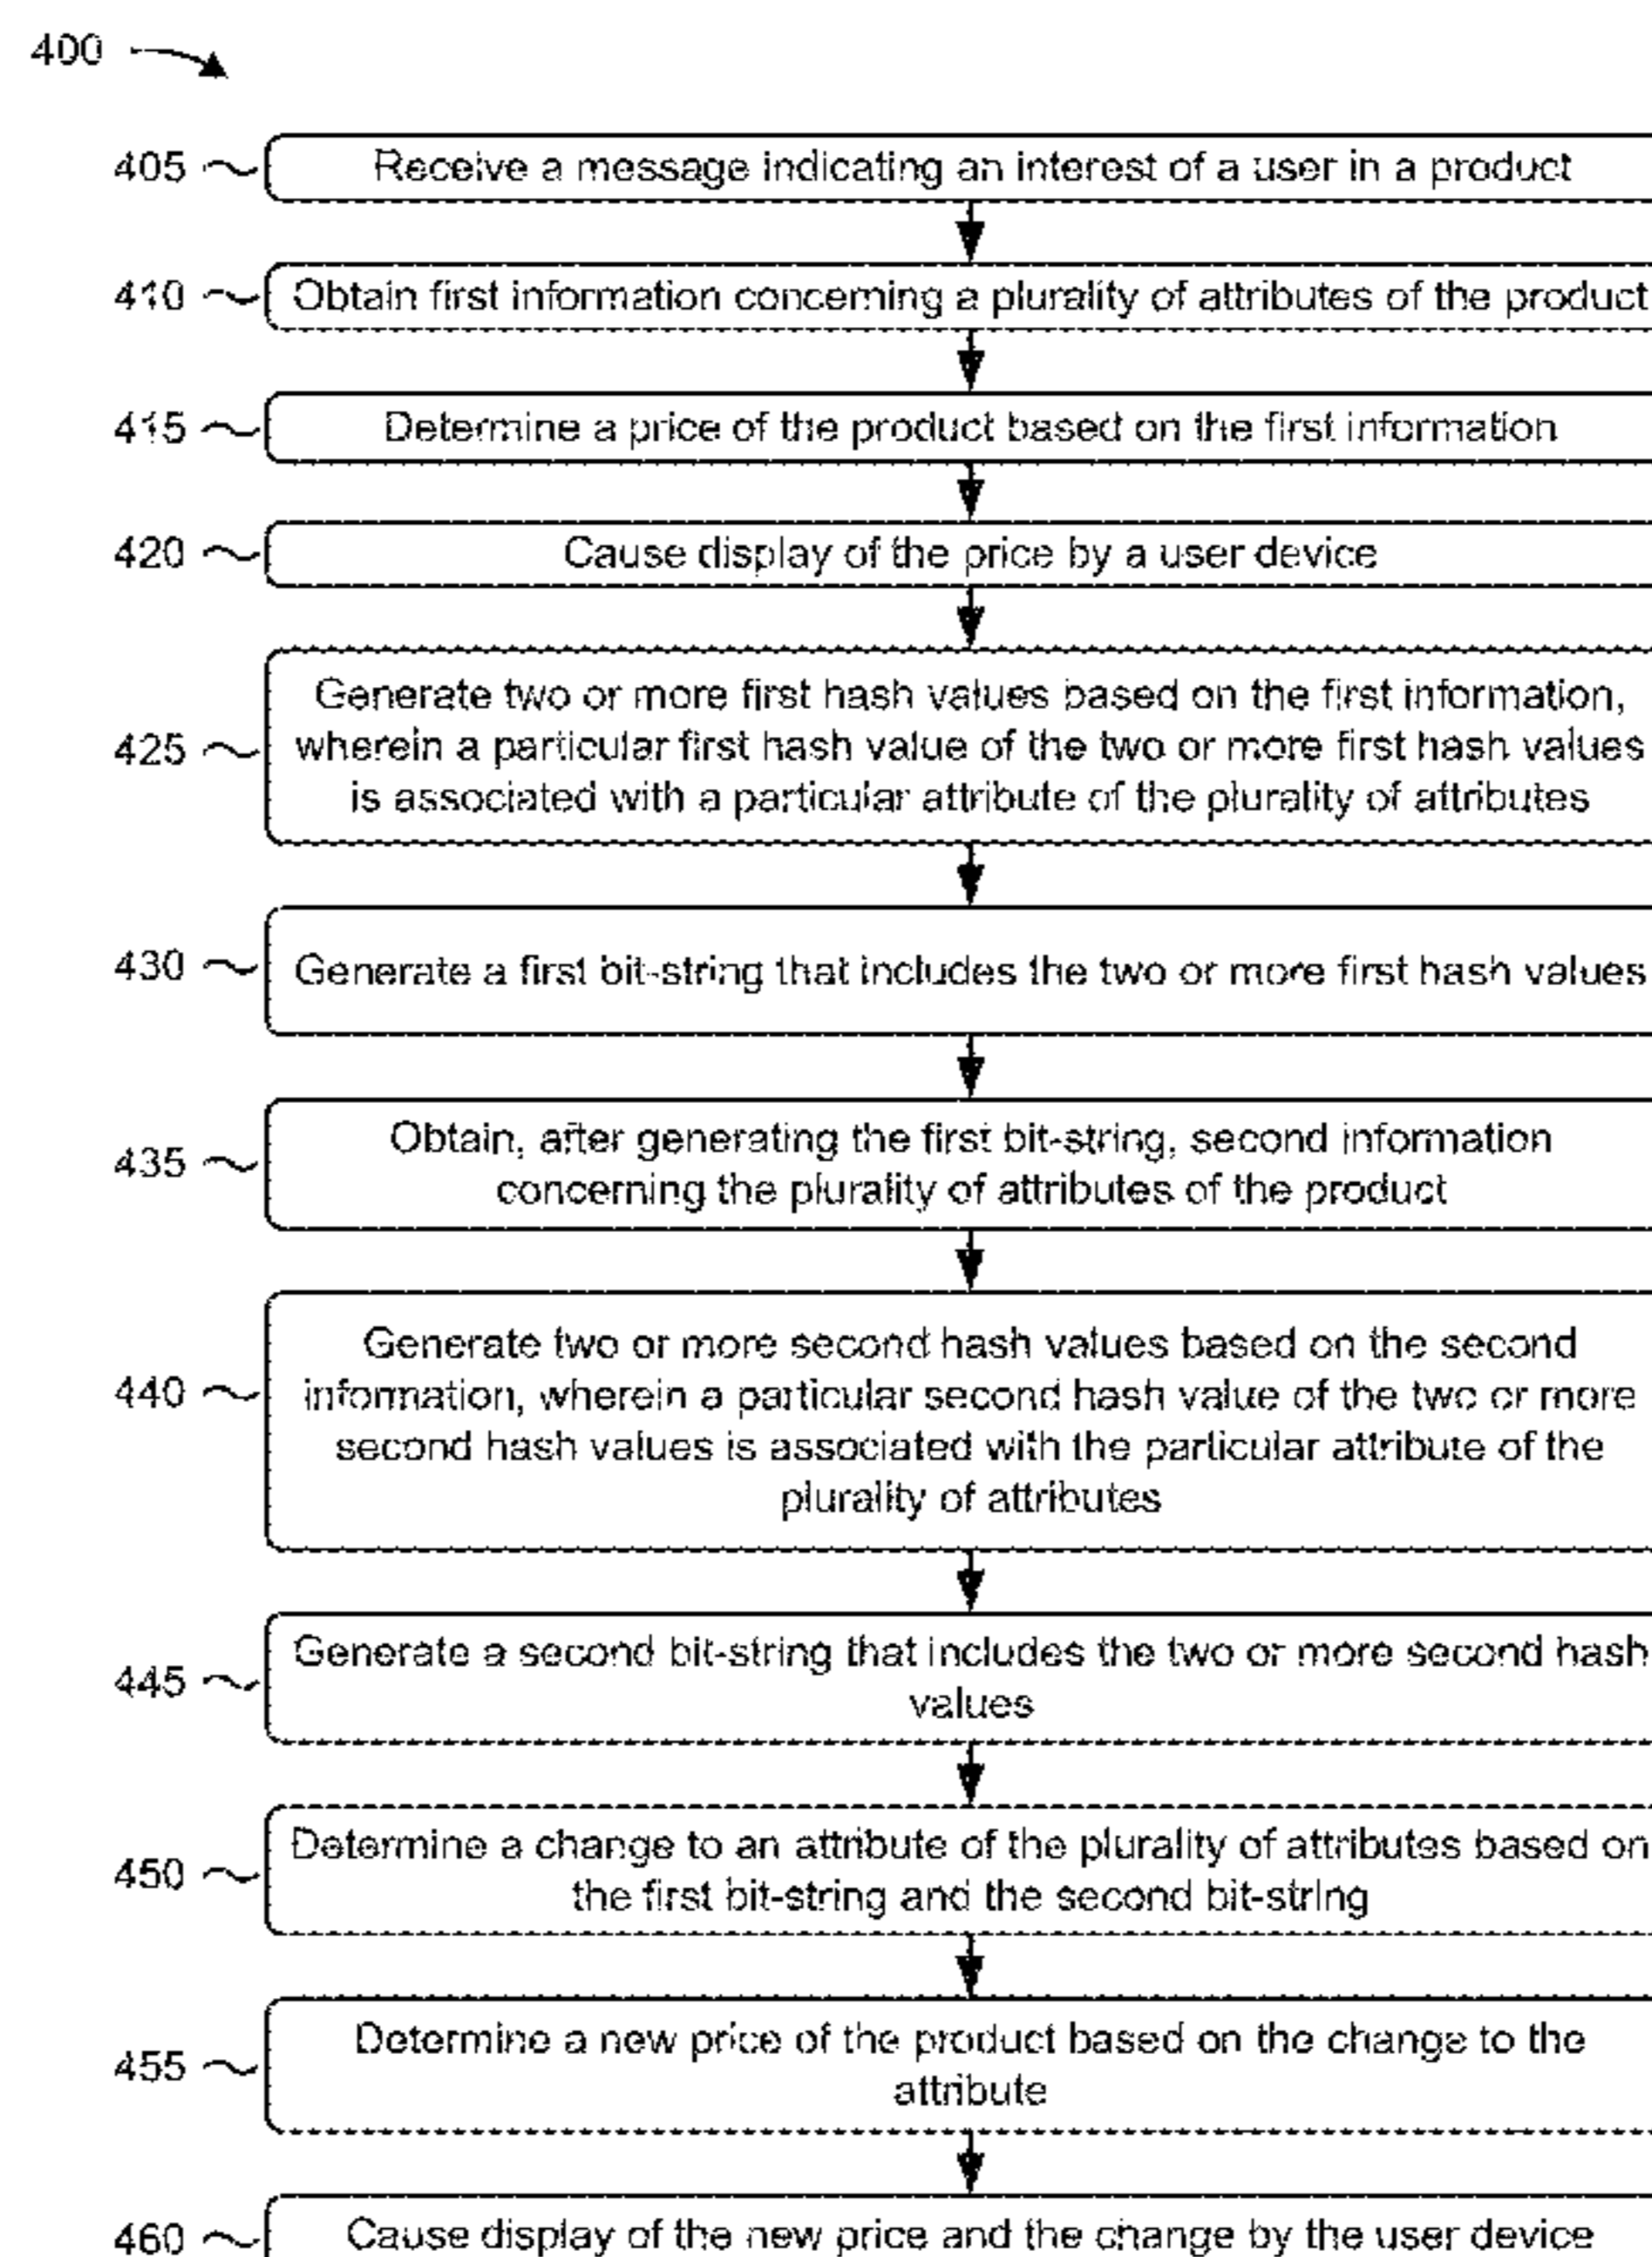 400
405 Receive a message indicating an interest of a user in a product
410 Obtain first information concerning a plurality of attributes of the product
415 Determine a price of the product based on the first information
420 Cause display of the price by a user device
Generate two or more first hash values based on the first information,
425 wherein a particular first hash value of the two or more first hash values
is associated with a particular attribute of the plurality of attributes
430 Generate a first bit-string that includes the two or more first hash values
435 Obtain, after generating the first bit-string, second information
concerning the plurality of attributes of the product
Generate two or more second hash values based on the second
440 information, wherein a particular second hash value of the two or more
second hash values is associated with the particular attribute of the
plurality of attributes
445 Generate a second bit-string that includes the two or more second hash
values
450 Determine a change to an attribute of the plurality of attributes based on
the first bit-string and the second bit-string
455 Determine a new price of the product based on the change to the
attribute
460 Cause display of the new price and the change by the user device